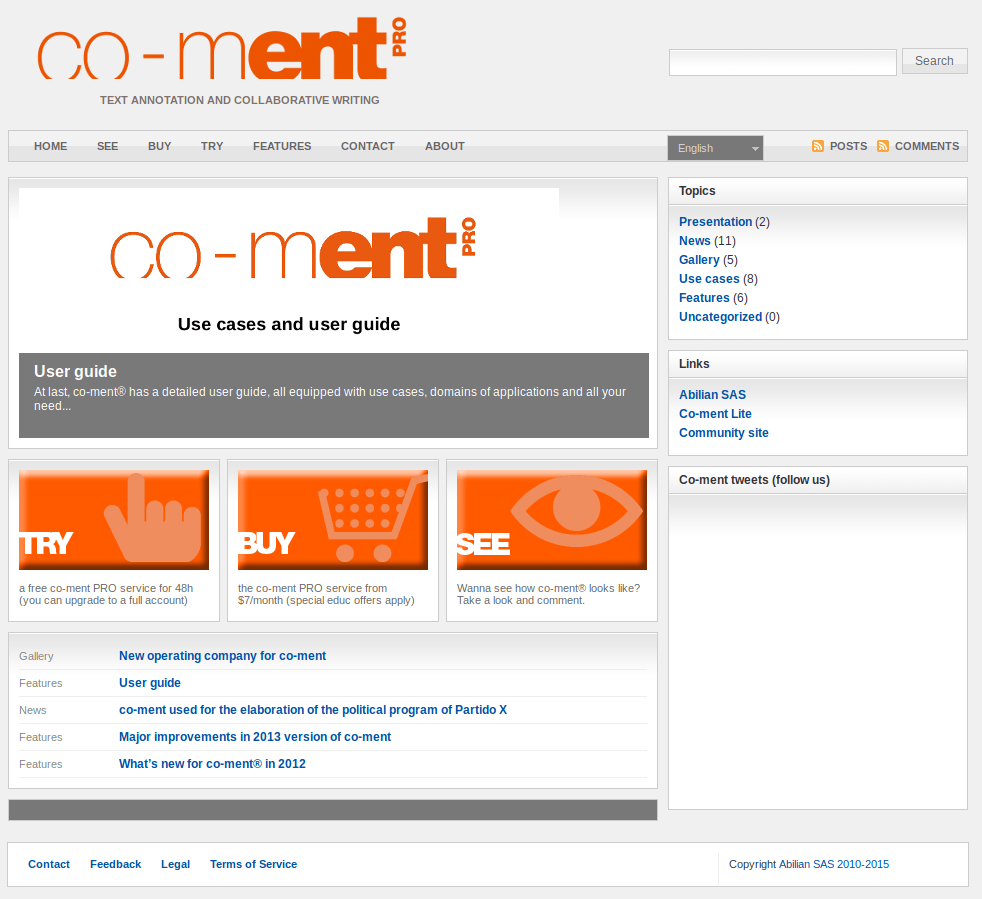 co-ment PRO
TEXT ANNOTATION AND COLLABORATIVE WRITING
Search
HOME SEE BUY TRY FEATURES CONTACT ABOUT
English
POSTS COMMENTS
co-ment PRO
Use cases and user guide
User guide
At last, co-ment® has a detailed user guide, all equipped with use cases, domains of applications and all your
need...
TRY
a free co-ment PRO service for 48h
(you can upgrade to a full account)
BUY
the co-ment PRO service from
$7/month (special educ offers apply)
SEE
Wanna see how co-ment® looks like?
Take a look and comment.
Gallery New operating company for co-ment
Features User guide
News co-ment used for the elaboration of the political program of Partido X
Features Major improvements in 2013 version of co-ment
Features What’s new for co-ment® in 2012
Topics
Presentation (2)
News (11)
Gallery (5)
Use cases (8)
Features (6)
Uncategorized (0)
Links
Abilian SAS
Co-ment Lite
Community site
Co-ment tweets (follow us)
Contact Feedback Legal Terms of Service
Copyright Abilian SAS 2010-2015